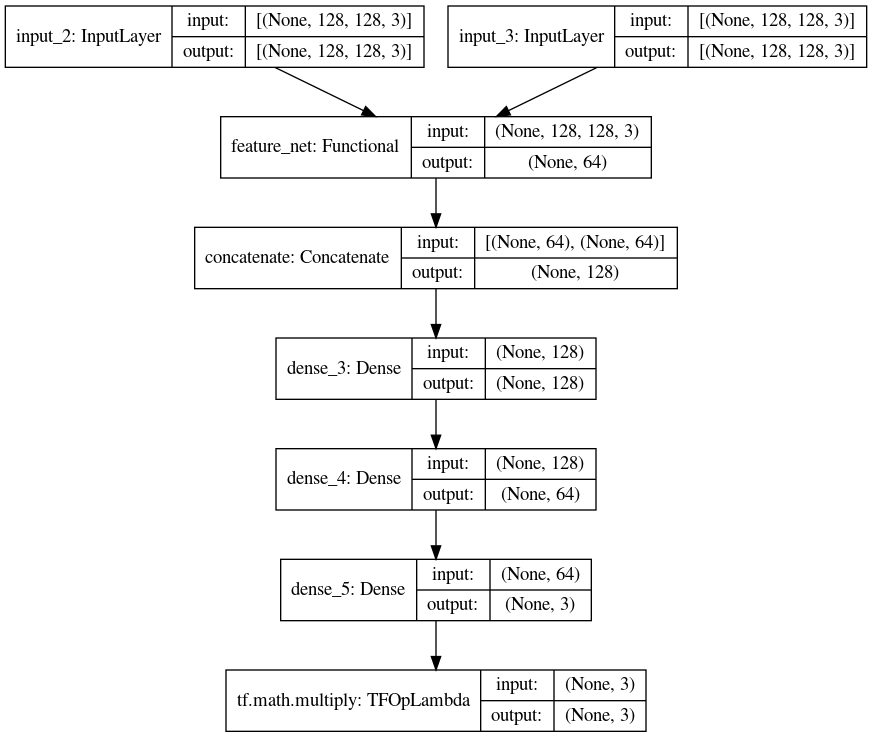 input_2: InputLayer
input: [(None, 128, 128, 3)]
output: [(None, 128, 128, 3)]
input_3: InputLayer
input: [(None, 128, 128, 3)]
output: [(None, 128, 128, 3)]
feature_net: Functional
input: (None, 128, 128, 3)
output: (None, 64)
concatenate: Concatenate
input: [(None, 64), (None, 64)]
output: (None, 128)
dense_3: Dense
input: (None, 128)
output: (None, 128)
dense_4: Dense
input: (None, 128)
output: (None, 64)
dense_5: Dense
input: (None, 64)
output: (None, 3)
tf.math.multiply: TFOpLambda
input: (None, 3)
output: (None, 3)